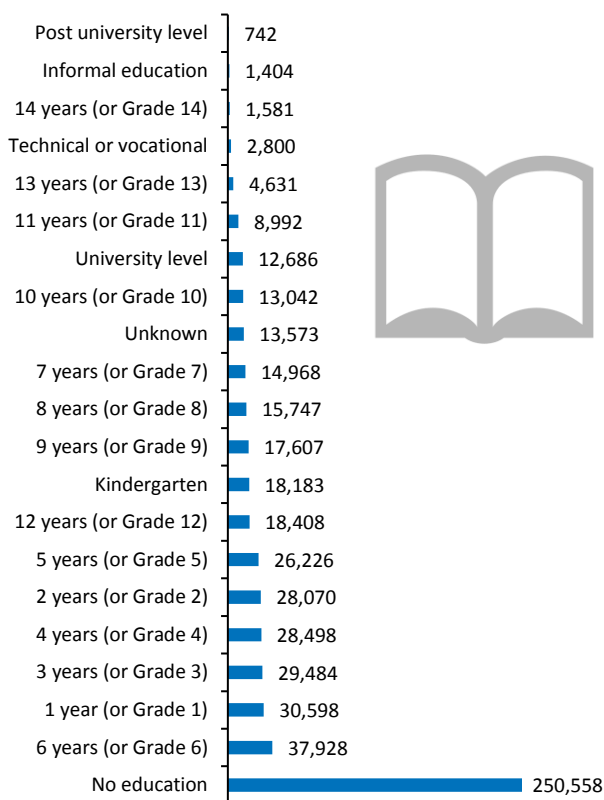 Post university level 742
Informal education 1,404
14 years (or Grade 14) 1,581
Technical or vocational 2,800
13 years (or Grade 13) 4,631
11 years (or Grade 11) 8,992
University level 12,686
10 years (or Grade 10) 13,042
Unknown 13,573
7 years (or Grade 7) 14,968
8 years (or Grade 8) 15,747
9 years (or Grade 9) 17,607
Kindergarten 18,183
12 years (or Grade 12) 18,408
5 years (or Grade 5) 26,226
2 years (or Grade 2) 28,070
4 years (or Grade 4) 28,498
3 years (or Grade 3) 29,484
1 year (or Grade 1) 30,598
6 years (or Grade 6) 37,928
No education 250,558